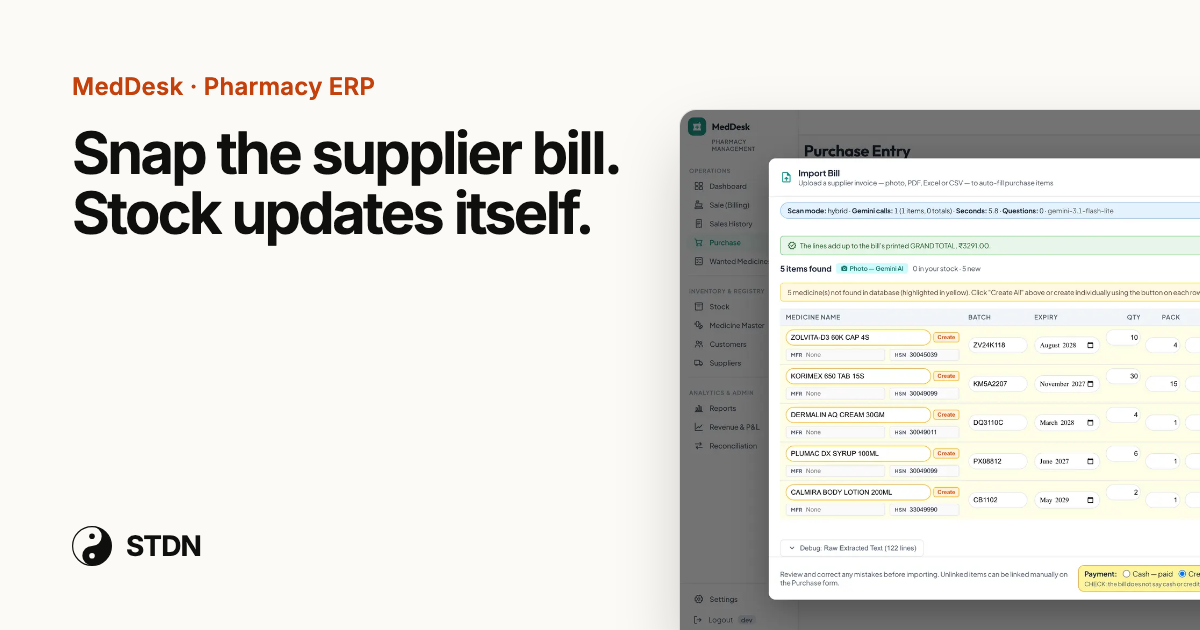 MedDesk · Pharmacy ERP
Snap the supplier bill.
Stock updates itself.
STDN
MedDesk
PHARMACY
MANAGEMENT
OPERATIONS
Dashboard
Sale (Billing)
Sales History
Purchase
Wanted Medicine
INVENTORY & REGISTRY
Stock
Medicine Master
Customers
Suppliers
ANALYTICS & ADMIN
Reports
Revenue & P&L
Reconciliation
Settings
Logout dev
Purchase Entry
Import Bill
Upload a supplier invoice — photo, PDF, Excel or CSV — to auto-fill purchase items
Scan mode: hybrid · Gemini calls: 1 (1 items, 0 totals) · Seconds: 5.8 · Questions: 0 · gemini-3.1-flash-lite
The lines add up to the bill's printed GRAND TOTAL, ₹3291.00.
5 items found Photo — Gemini AI 0 in your stock · 5 new
5 medicine(s) not found in database (highlighted in yellow). Click "Create All" above or create individually using the button on each row
MEDICINE NAME BATCH EXPIRY QTY PACK
ZOLVITA-D3 60K CAP 4S Create ZV24K118 August 2028 10 4
MFR None HSN 30045039
KORIMEX 650 TAB 15S Create KM5A2207 November 2027 30 15
MFR None HSN 30049099
DERMALIN AQ CREAM 30GM Create DQ3110C March 2028 4 1
MFR None HSN 30049011
PLUMAC DX SYRUP 100ML Create PX08812 June 2027 6 1
MFR None HSN 30049099
CALMIRA BODY LOTION 200ML Create CB1102 May 2029 2 1
MFR None HSN 33049990
Debug: Raw Extracted Text (122 lines)
Review and correct any mistakes before importing. Unlinked items can be linked manually on
the Purchase form.
Payment: Cash — paid Cre
CHECK: the bill does not say cash or credit